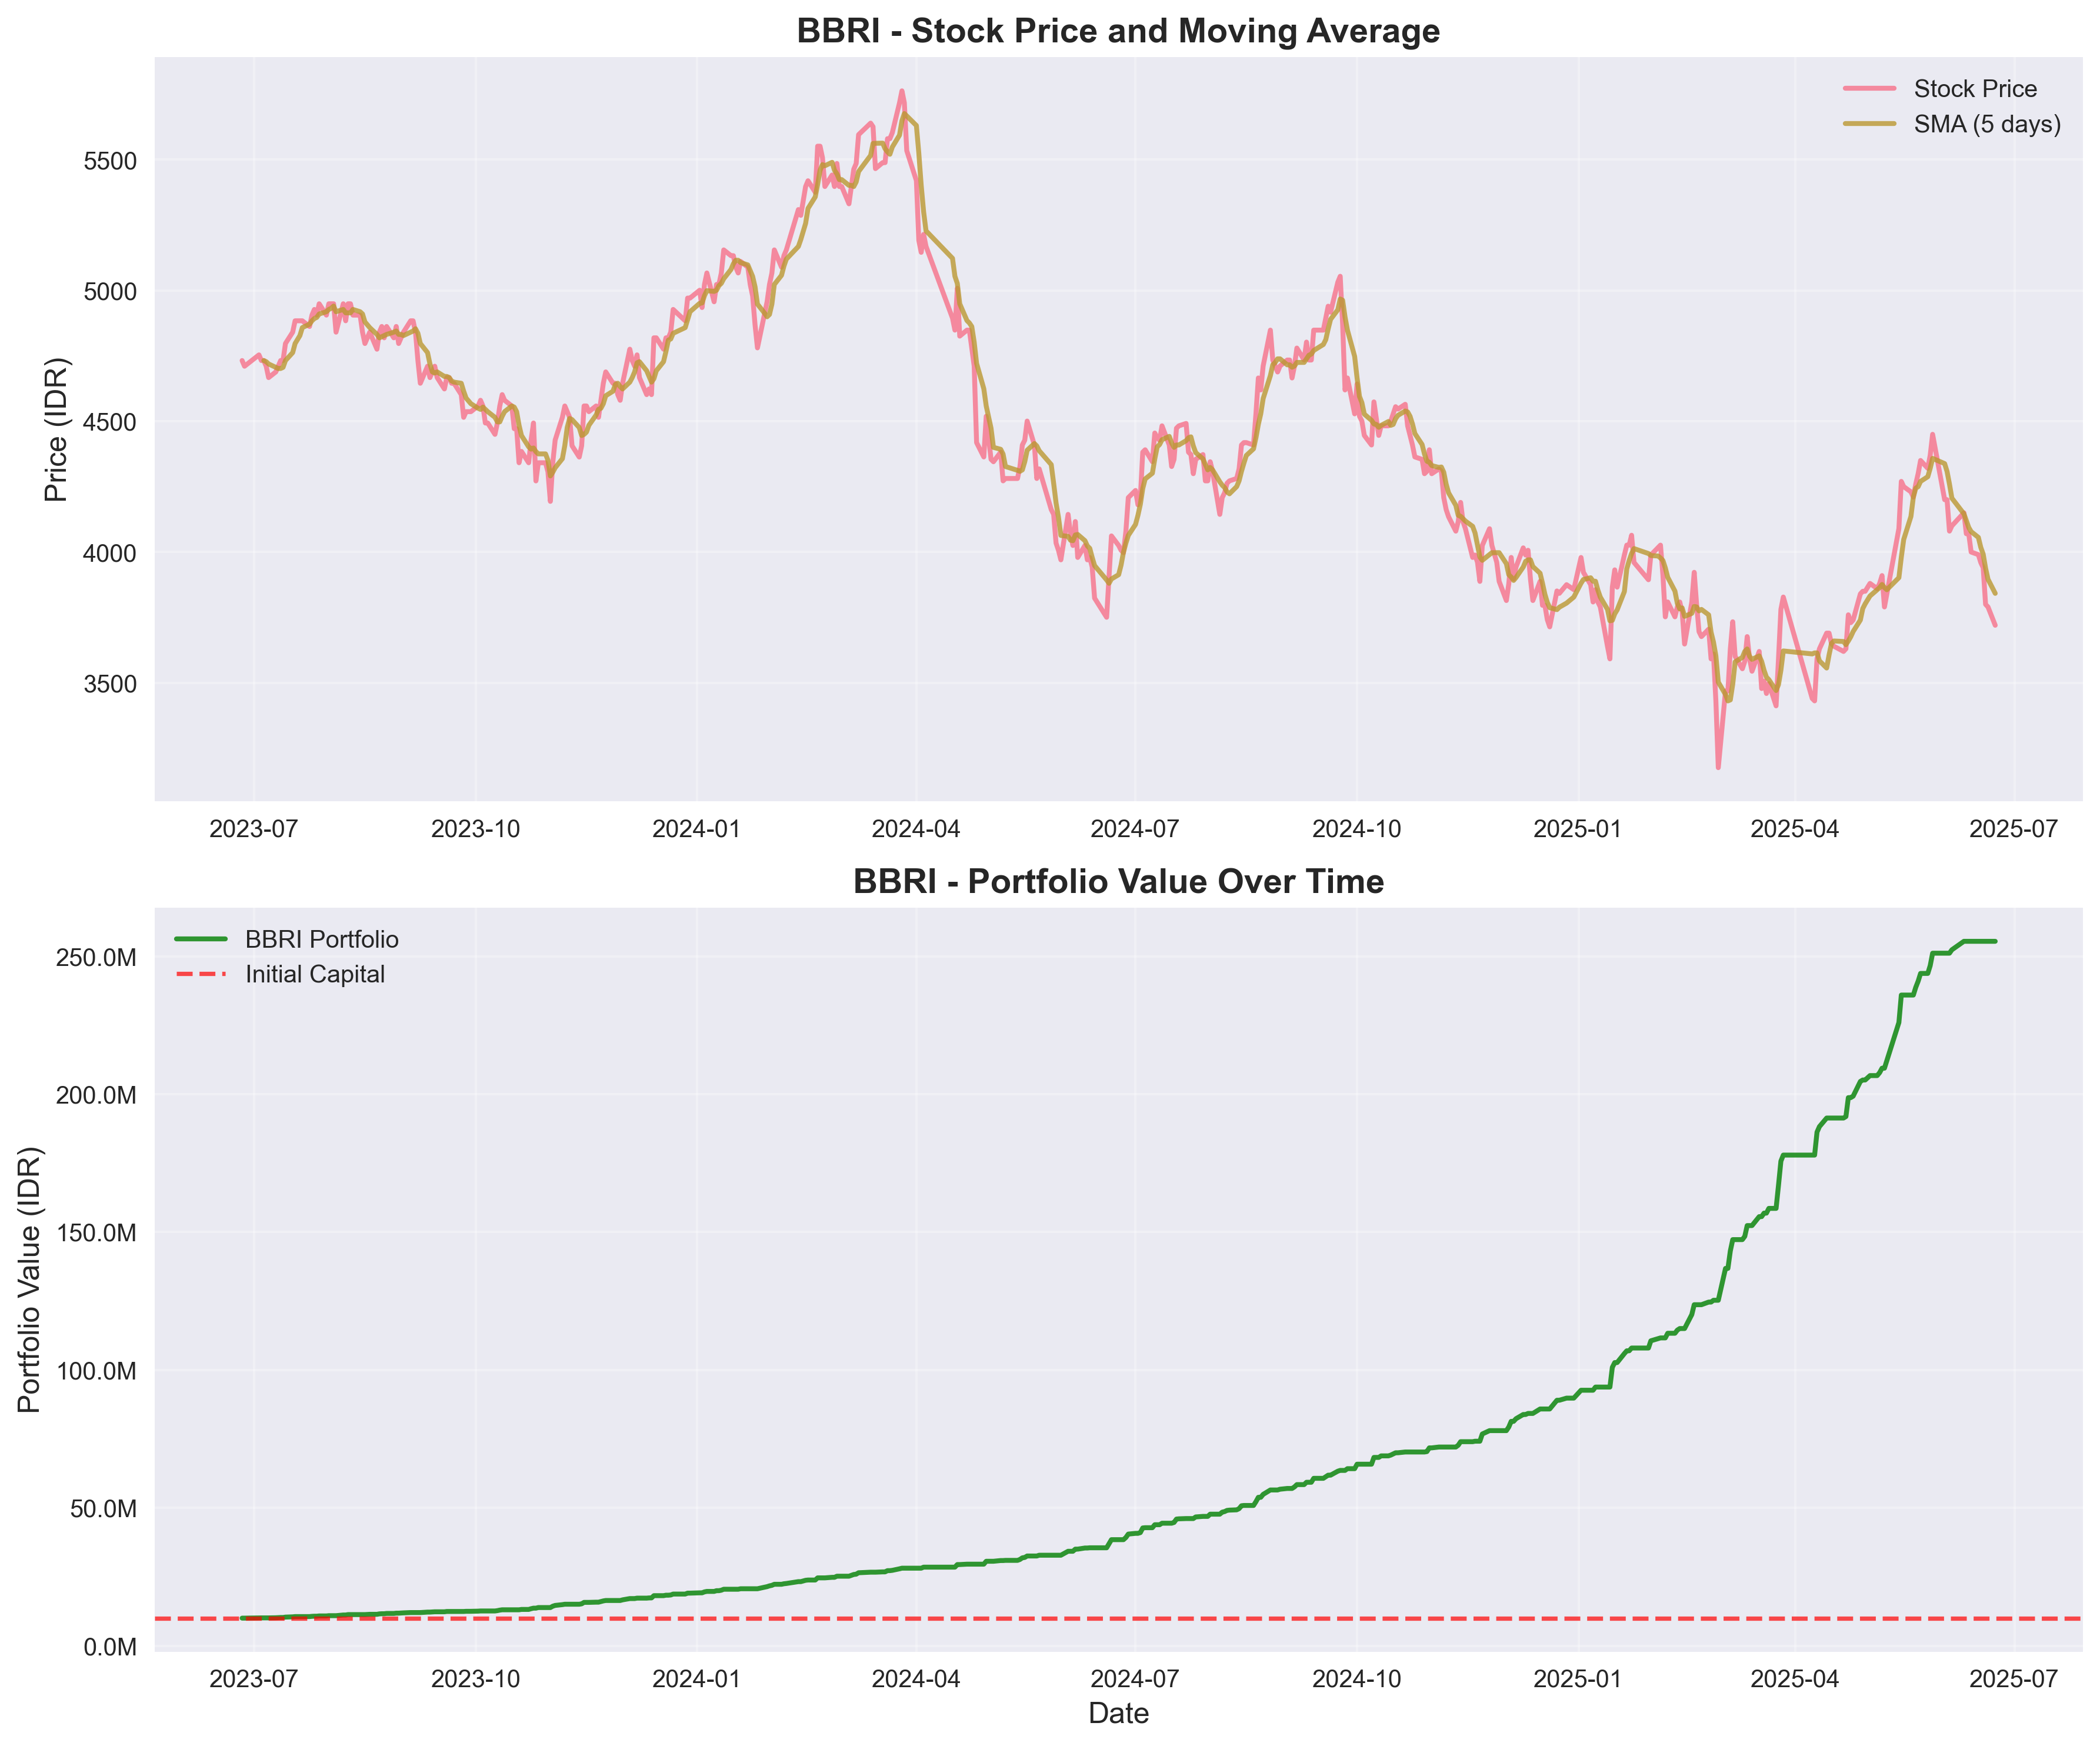 BBRI - Stock Price and Moving Average
Stock Price
SMA (5 days)
Price (IDR)
5500
5000
4500
4000
3500
2023-07 2023-10 2024-01 2024-04 2024-07 2024-10 2025-01 2025-04 2025-07
BBRI - Portfolio Value Over Time
BBRI Portfolio
Initial Capital
Portfolio Value (IDR)
250.0M
200.0M
150.0M
100.0M
50.0M
0.0M
2023-07 2023-10 2024-01 2024-04 2024-07 2024-10 2025-01 2025-04 2025-07
Date